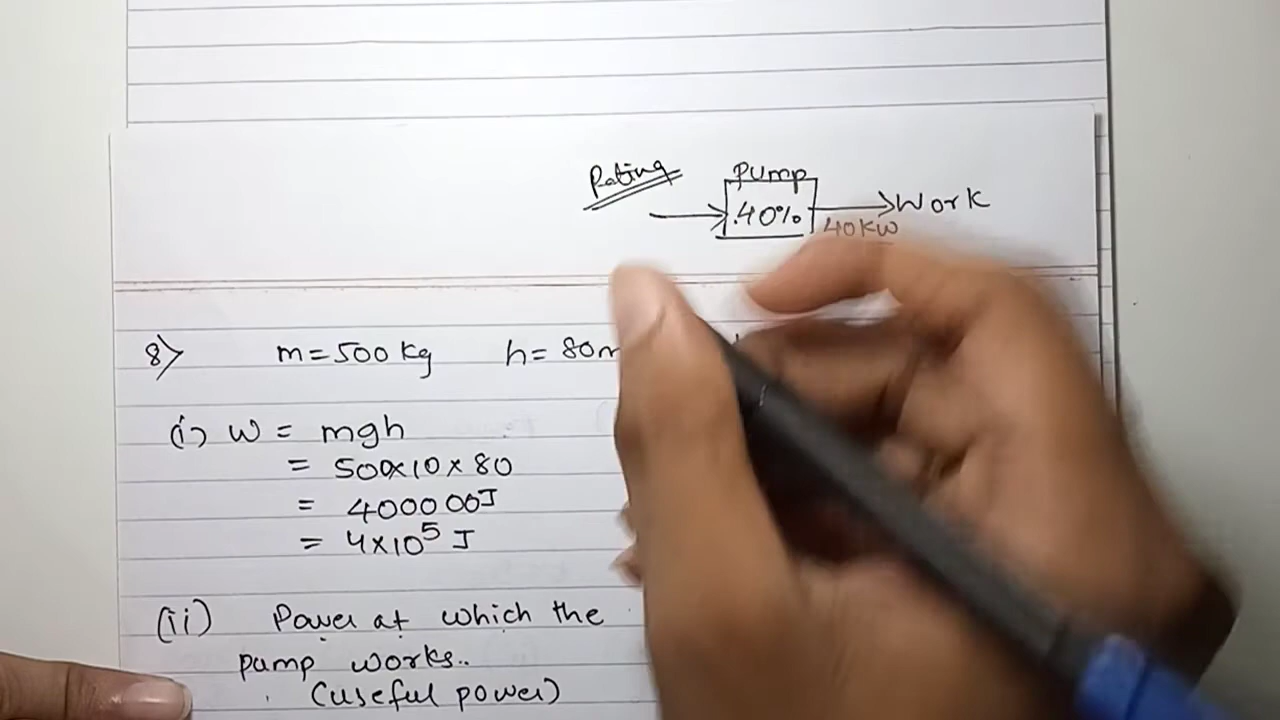 Rating
Pump
40%
Work
40KW
8) m = 500 kg h = 80m
(i) W = mgh
= 500×10×80
= 400000J
= 4×10⁵ J
(ii) Power at which the
pump works..
(useful power)